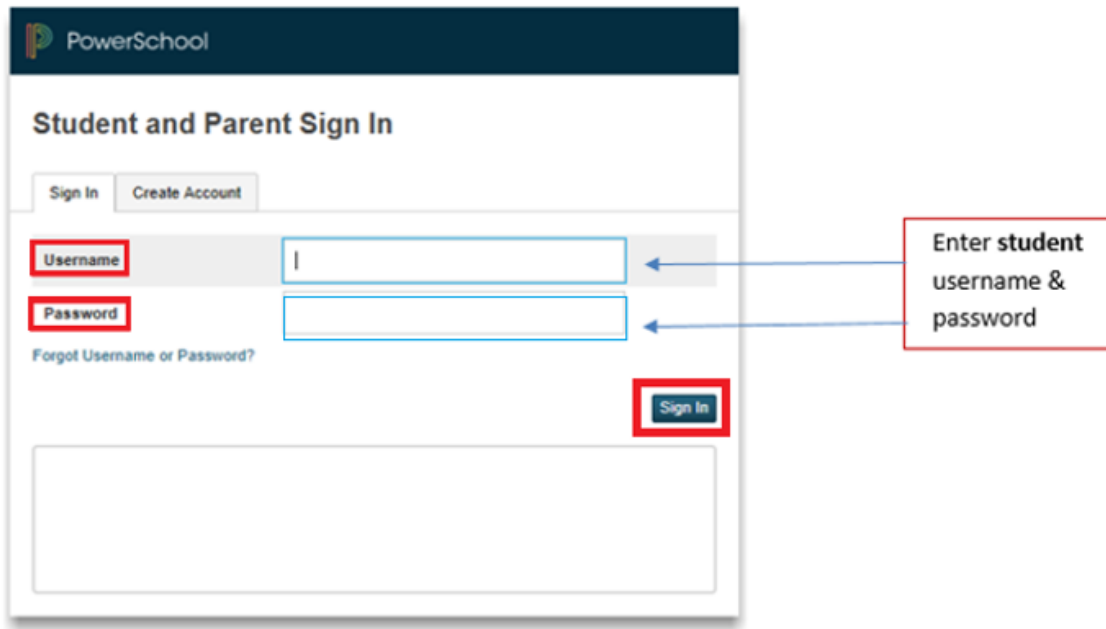 PowerSchool
Student and Parent Sign In
Sign In
Create Account
Username
Password
Forgot Username or Password?
Sign In
Enter student
username &
password